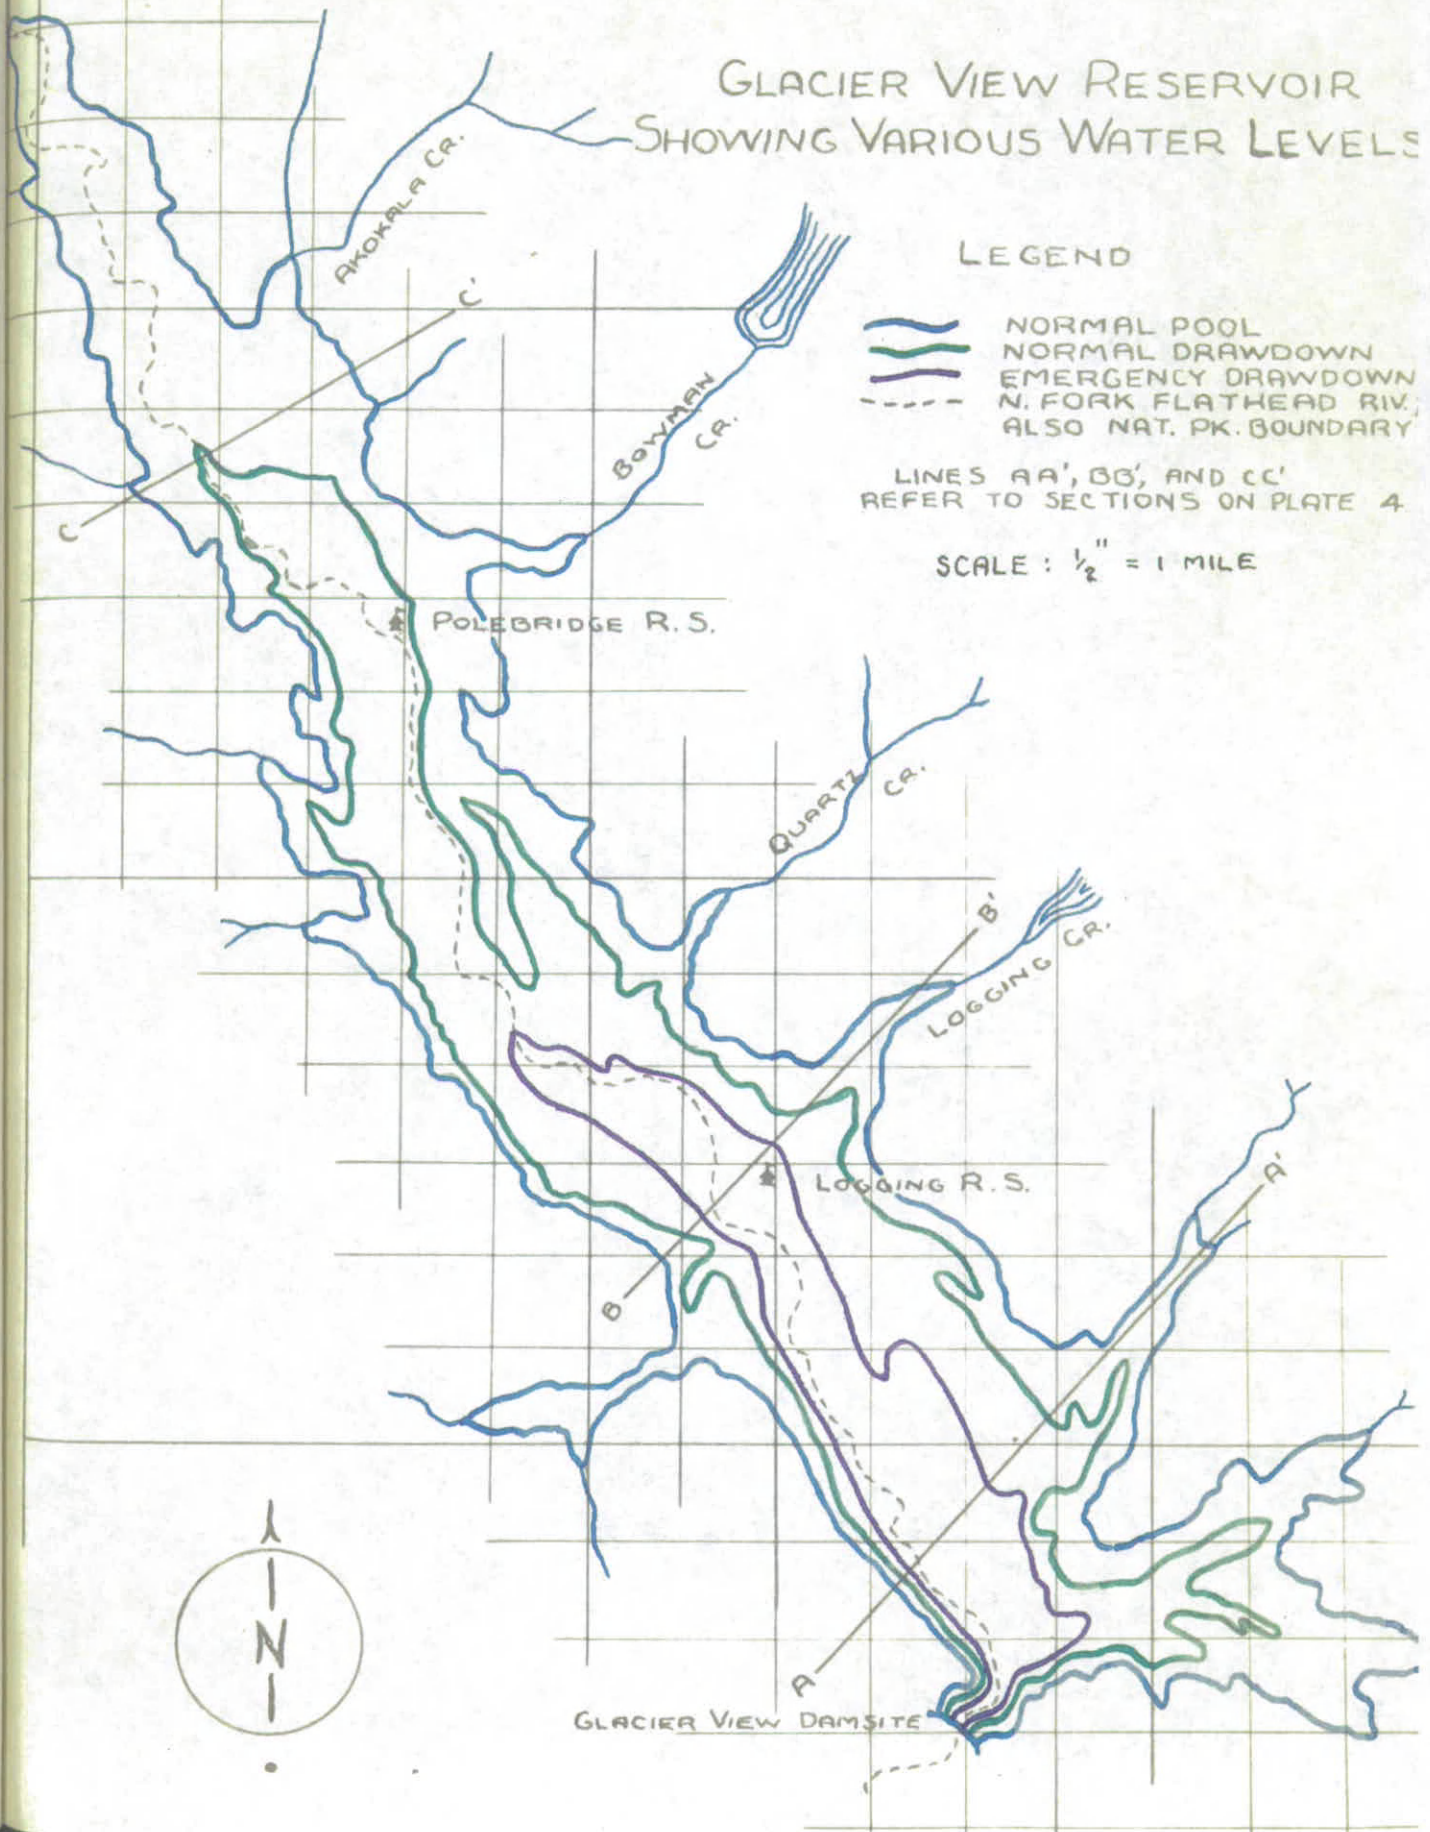 GLACIER VIEW RESERVOIR
SHOWING VARIOUS WATER LEVELS
LEGEND
NORMAL POOL
NORMAL DRAWDOWN
EMERGENCY DRAWDOWN
N. FORK FLATHEAD RIV.,
ALSO NAT. PK. BOUNDARY
LINES AA', BB', AND CC'
REFER TO SECTIONS ON PLATE 4
SCALE : 1/2" = 1 MILE
AKOKALA CR.
C'
BOWMAN
CR.
C
POLEBRIDGE R.S.
QUARTZ
CR.
B'
LOGGING
CR.
LOGGING R.S.
A'
B
A
GLACIER VIEW DAMSITE
N